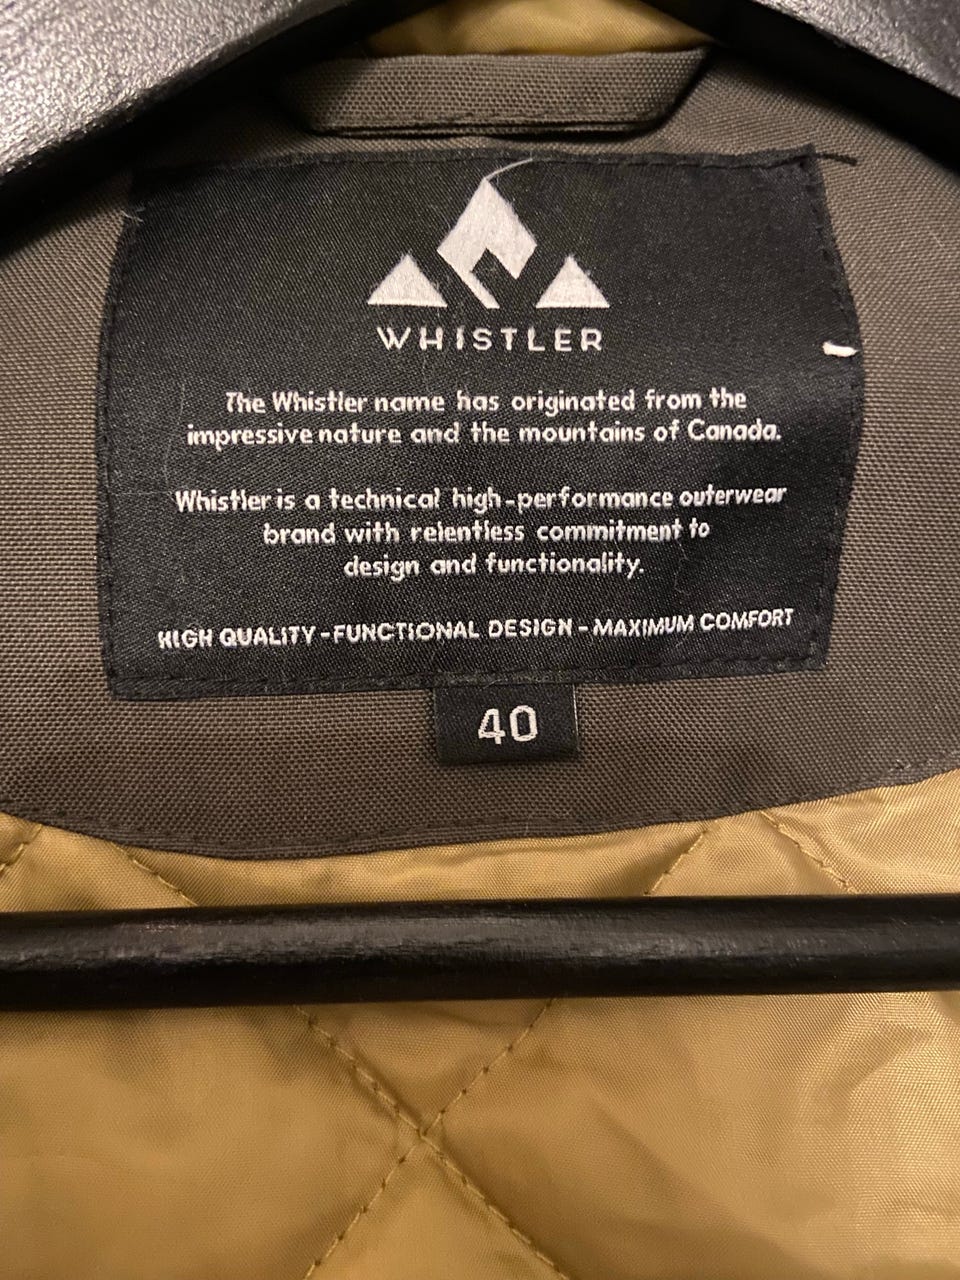 WHISTLER
The Whistler name has originated from the
impressive nature and the mountains of Canada.
Whistler is a technical high-performance outerwear
brand with relentless commitment to
design and functionality.
HIGH QUALITY - FUNCTIONAL DESIGN - MAXIMUM COMFORT
40